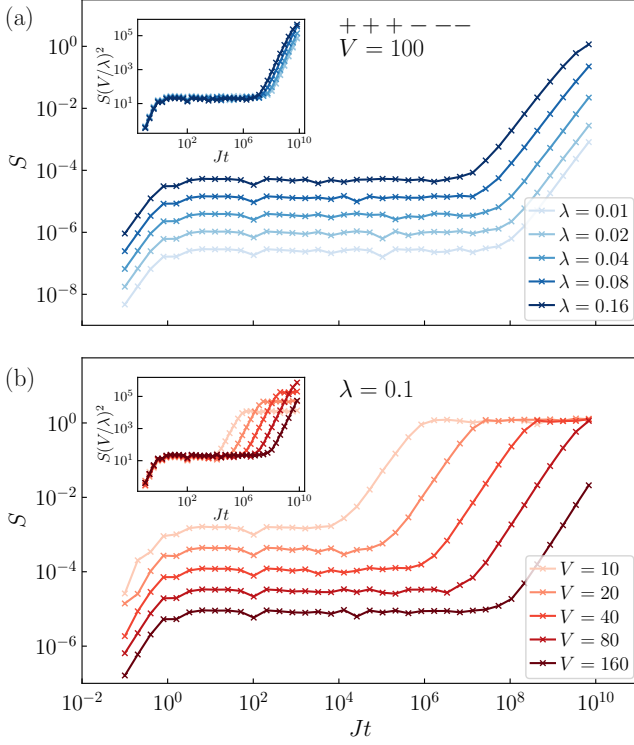 (a)
+ + + − − −
V = 100
S(V/λ)²
10⁵
10³
10¹
10²
10⁶
10¹⁰
Jt
S
10⁰
10⁻²
10⁻⁴
10⁻⁶
10⁻⁸
λ = 0.01
λ = 0.02
λ = 0.04
λ = 0.08
λ = 0.16
(b)
λ = 0.1
S(V/λ)²
10⁵
10³
10¹
10⁻²
10²
10⁶
10¹⁰
Jt
S
10⁰
10⁻²
10⁻⁴
10⁻⁶
V = 10
V = 20
V = 40
V = 80
V = 160
10⁻²
10⁰
10²
10⁴
10⁶
10⁸
10¹⁰
Jt